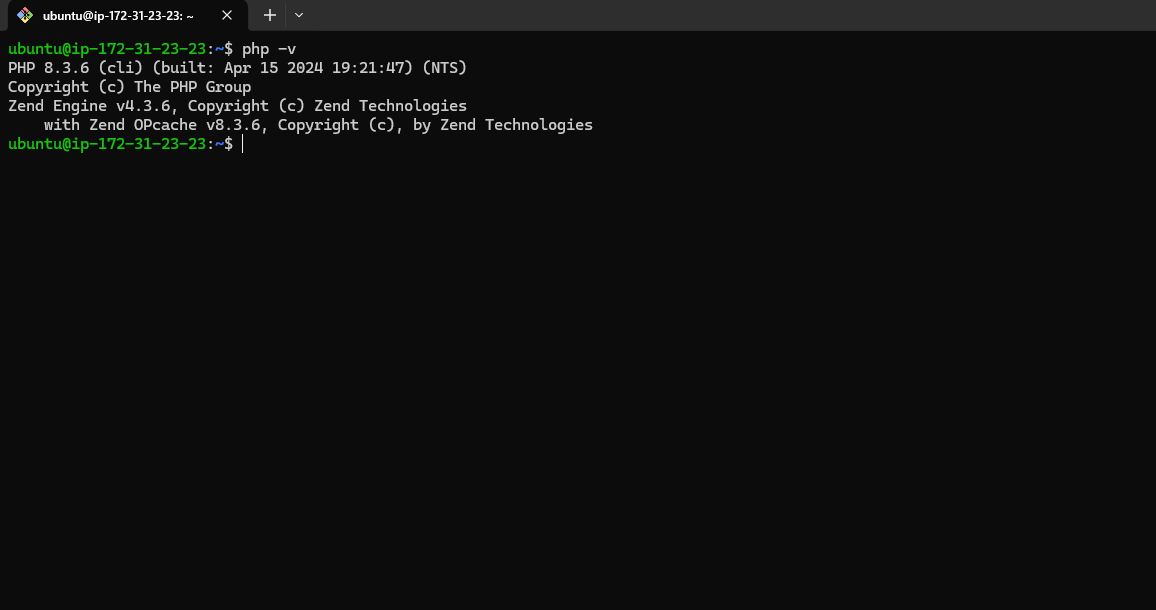 ubuntu@ip-172-31-23-23: ~
ubuntu@ip-172-31-23-23:~$ php -v
PHP 8.3.6 (cli) (built: Apr 15 2024 19:21:47) (NTS)
Copyright (c) The PHP Group
Zend Engine v4.3.6, Copyright (c) Zend Technologies
    with Zend OPcache v8.3.6, Copyright (c), by Zend Technologies
ubuntu@ip-172-31-23-23:~$